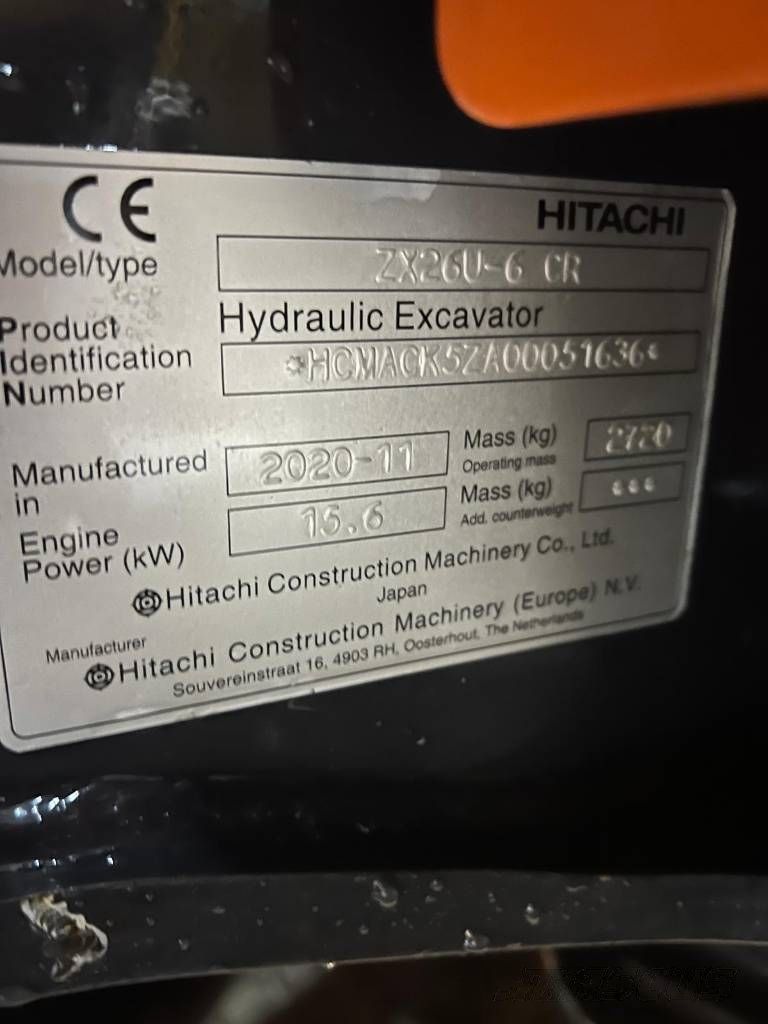 CE
HITACHI
Model/type ZX26U-6 CR
Hydraulic Excavator
Product
Identification
Number
*HCMACK5ZA00051636*
Manufactured
in
2020-11
Mass (kg)
Operating mass
2720
Engine
Power (kW)
15.6
Mass (kg)
Add. counterweight
***
Hitachi Construction Machinery Co., Ltd.
Japan
Manufacturer
Hitachi Construction Machinery (Europe) N.V.
Souvereinstraat 16, 4903 RH, Oosterhout, The Netherlands